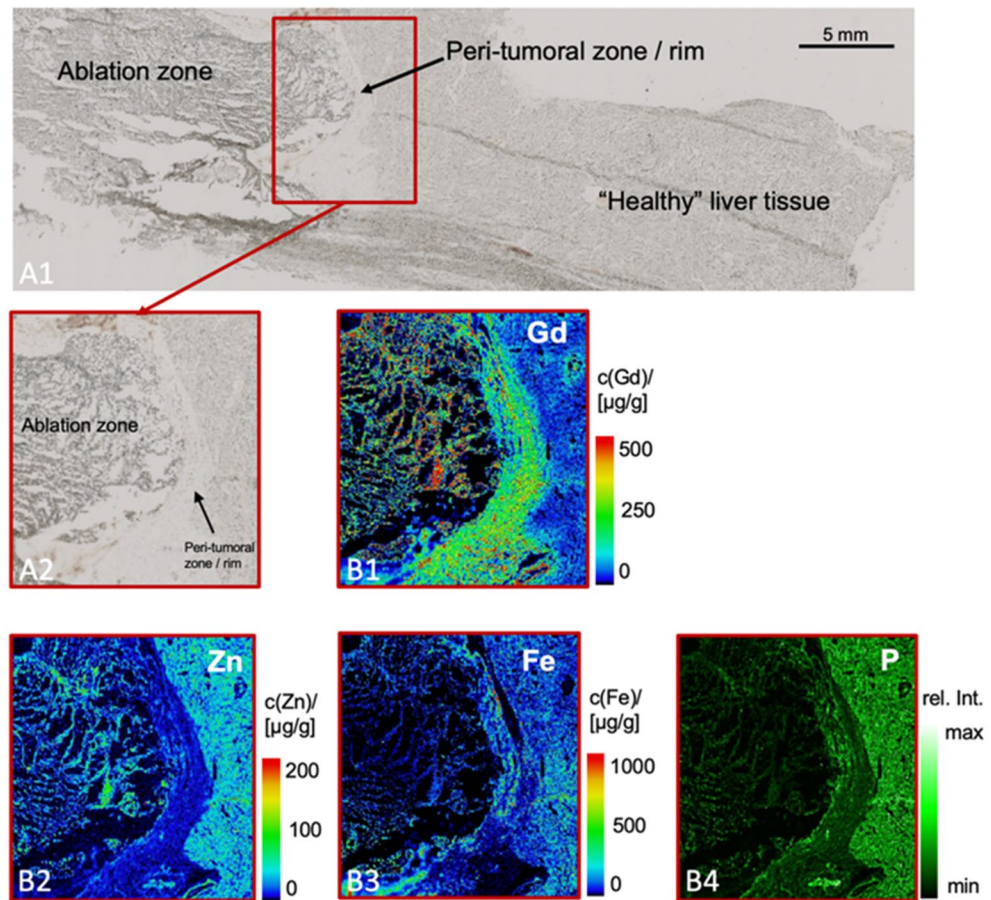 Ablation zone
Peri-tumoral zone / rim
5 mm
“Healthy” liver tissue
A1
Ablation zone
Peri-tumoral
zone / rim
A2
Gd
B1
c(Gd)/
[µg/g]
500
250
0
Zn
B2
c(Zn)/
[µg/g]
200
100
0
Fe
B3
c(Fe)/
[µg/g]
1000
500
0
P
B4
rel. Int.
max
min